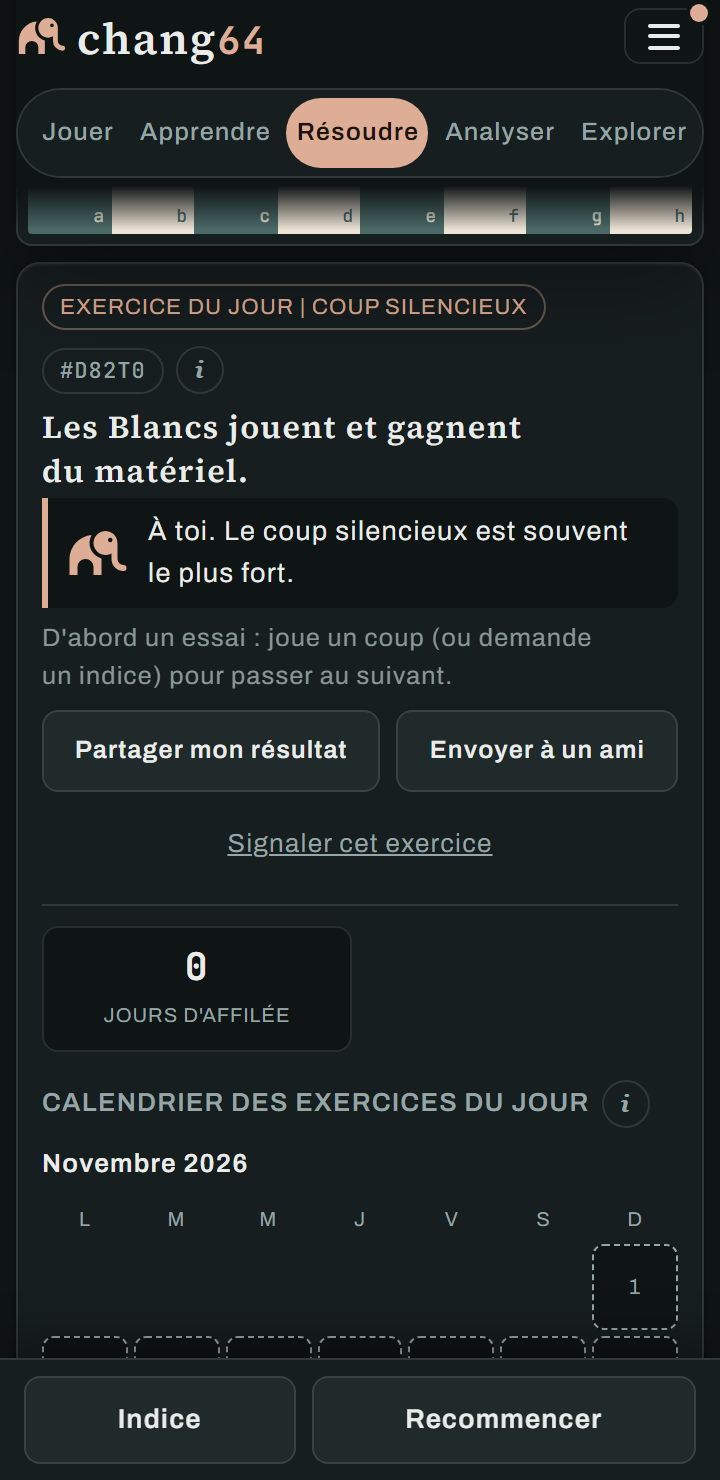 chang64
Jouer Apprendre Résoudre Analyser Explorer
a b c d e f g h
EXERCICE DU JOUR | COUP SILENCIEUX
#D82T0 i
Les Blancs jouent et gagnent
du matériel.
À toi. Le coup silencieux est souvent
le plus fort.
D'abord un essai : joue un coup (ou demande
un indice) pour passer au suivant.
Partager mon résultat Envoyer à un ami
Signaler cet exercice
0
JOURS D'AFFILÉE
CALENDRIER DES EXERCICES DU JOUR i
Novembre 2026
L M M J V S D
1
Indice Recommencer